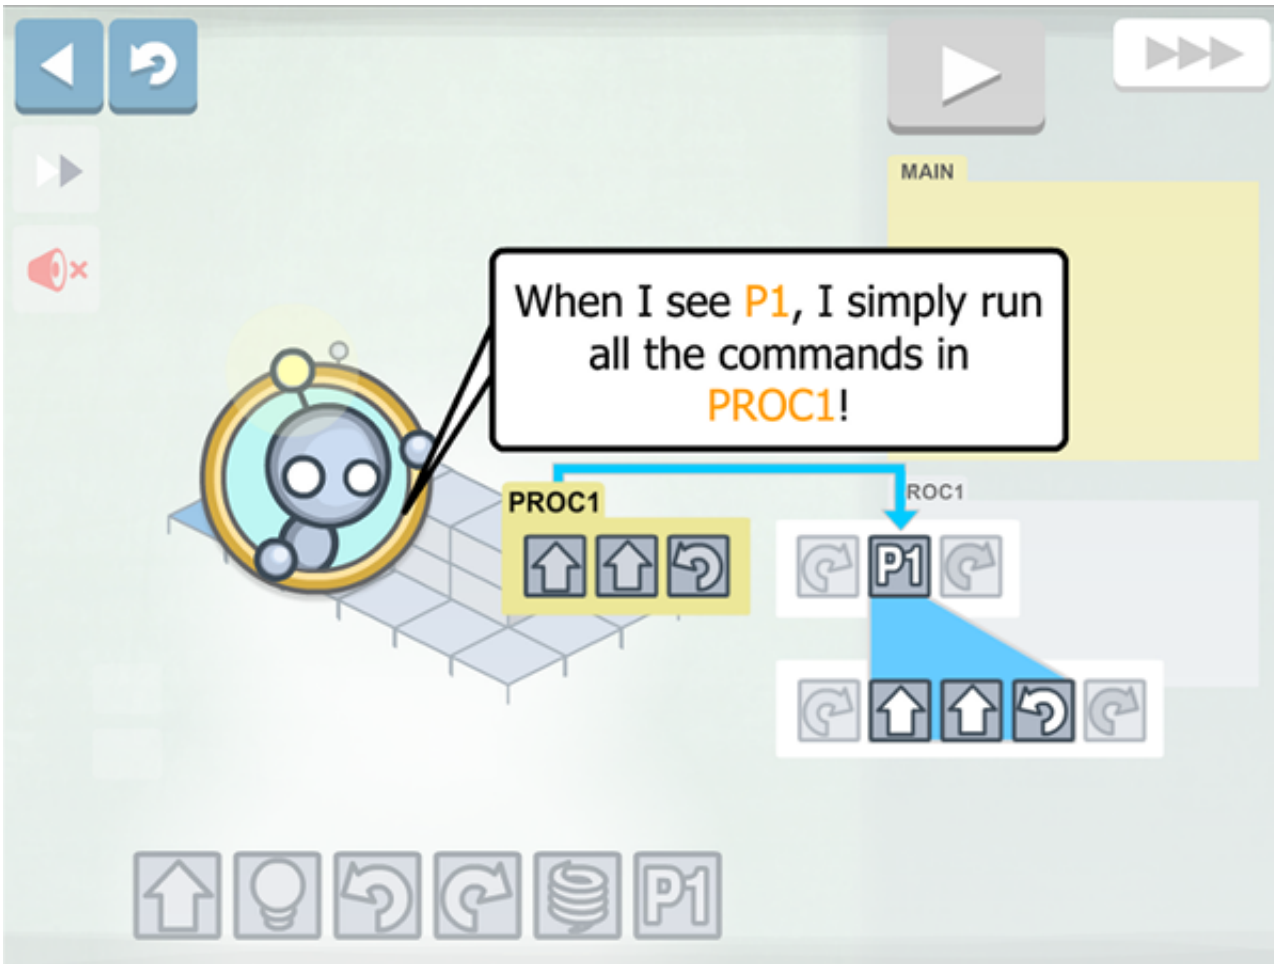 MAIN
When I see P1, I simply run
all the commands in
PROC1!
PROC1
ROC1
P1
P1